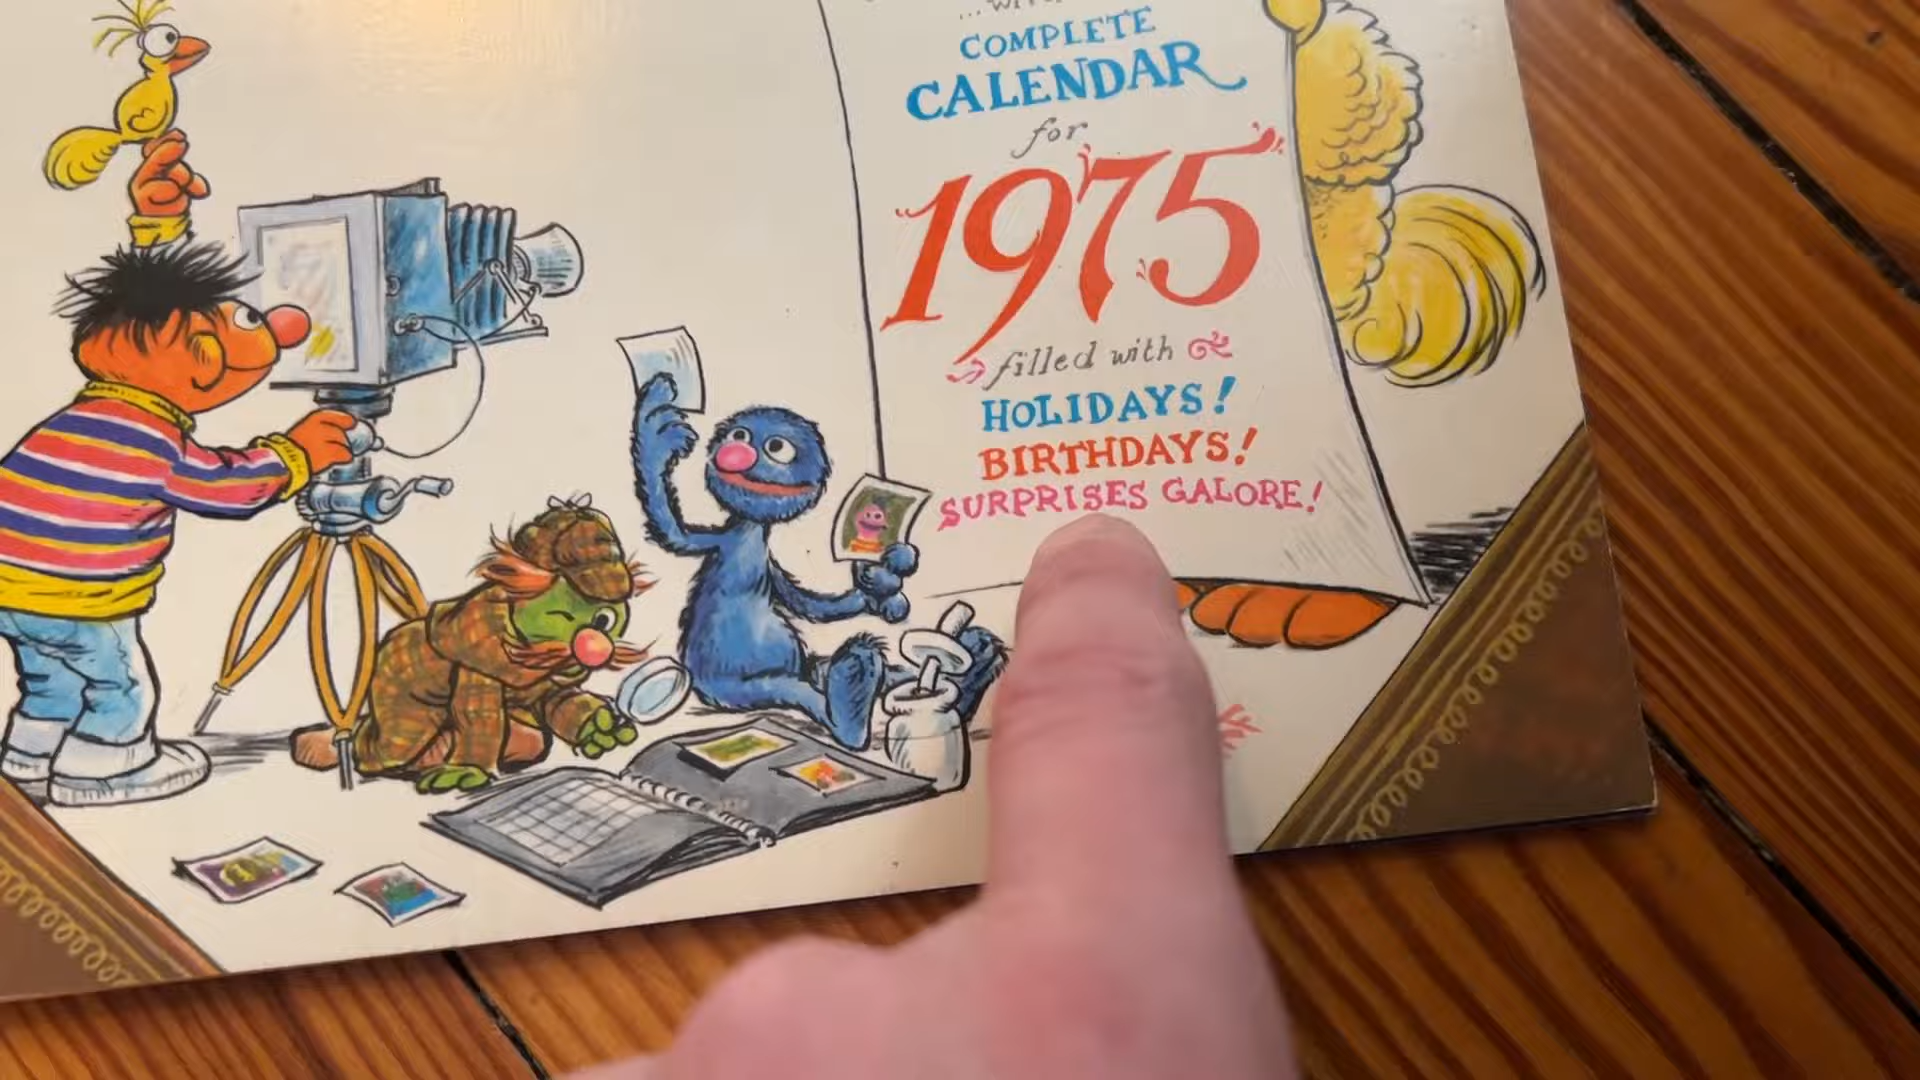 COMPLETE
CALENDAR
for
1975
filled with
HOLIDAYS!
BIRTHDAYS!
SURPRISES GALORE!